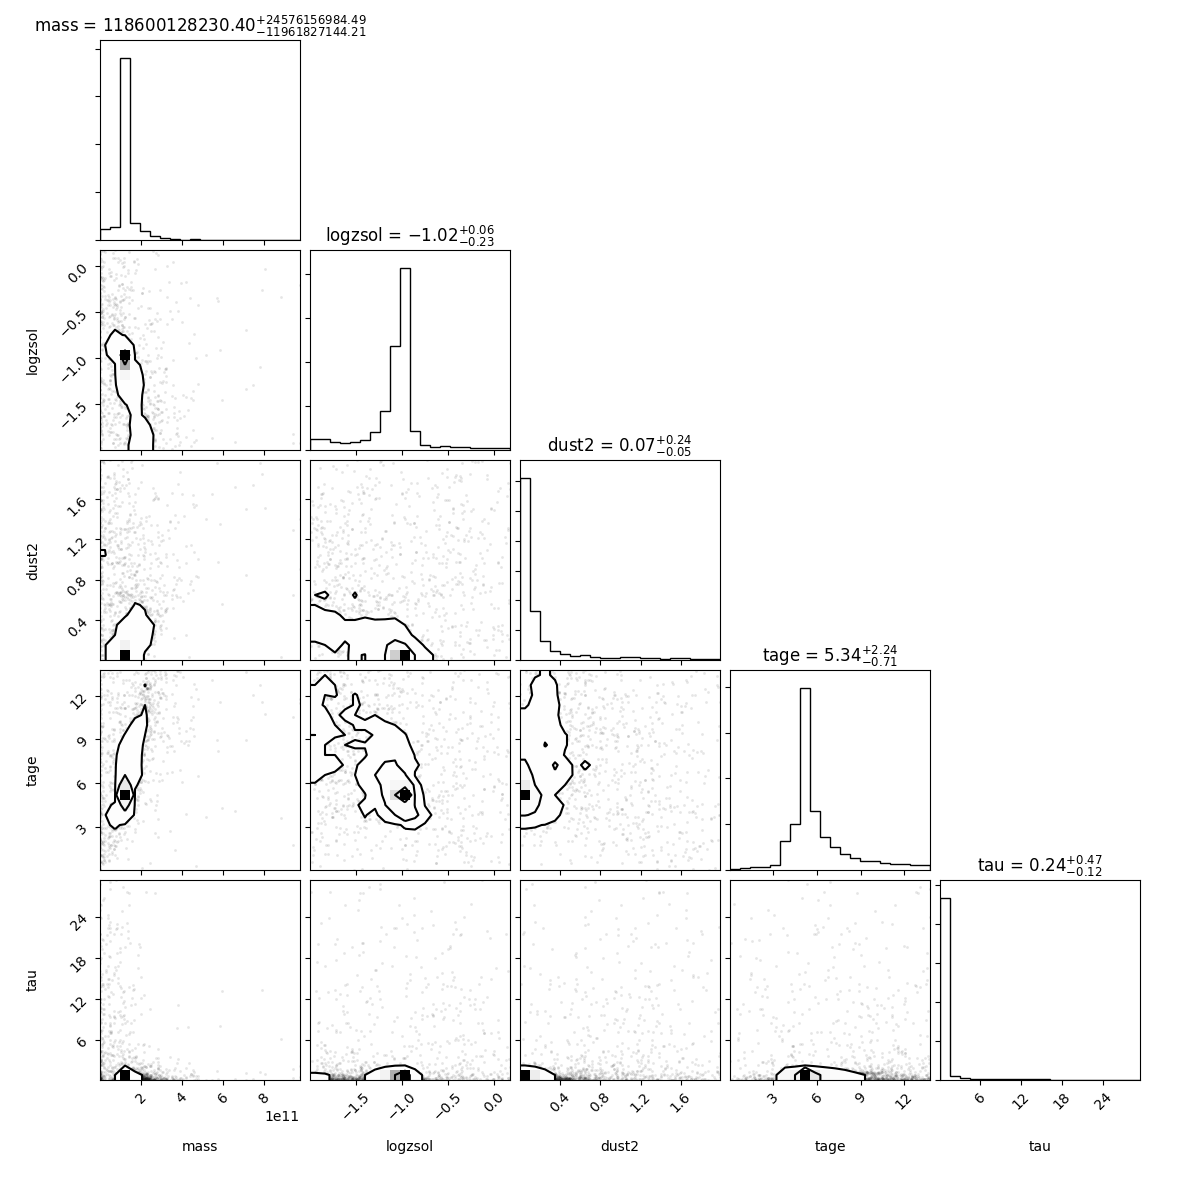 mass = 118600128230.40+24576156984.49−11961827144.21
logzsol = −1.02+0.06−0.23
0.0
−0.5
−1.0
−1.5
logzsol
dust2 = 0.07+0.24−0.05
1.6
1.2
0.8
0.4
dust2
tage = 5.34+2.24−0.71
12
9
6
3
tage
tau = 0.24+0.47−0.12
24
18
12
6
tau
2 4 6 8 −1.5 −1.0 −0.5 0.0 0.4 0.8 1.2 1.6 3 6 9 12 6 12 18 24
1e11
mass logzsol dust2 tage tau